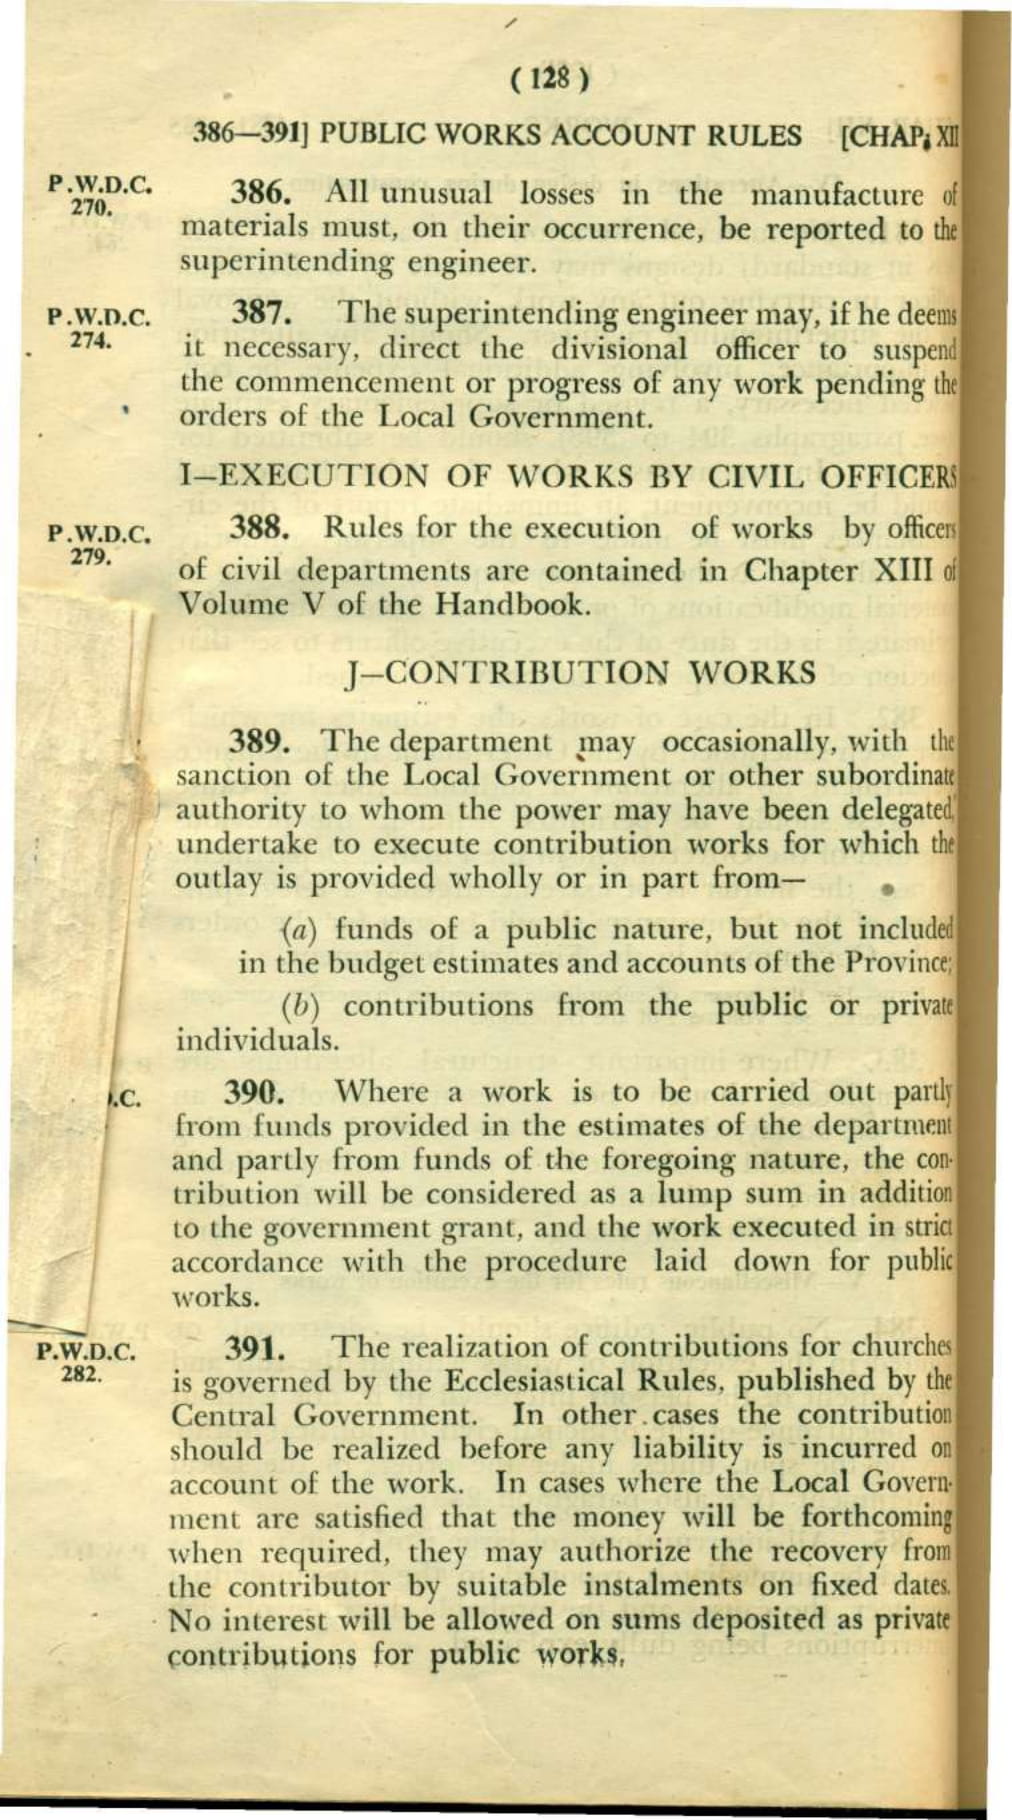 ( 128 )
386—391] PUBLIC WORKS ACCOUNT RULES [CHAP. XII
P.W.D.C.
270.
386. All unusual losses in the manufacture of
materials must, on their occurrence, be reported to the
superintending engineer.
P.W.D.C.
274.
387. The superintending engineer may, if he deems
it necessary, direct the divisional officer to suspend
the commencement or progress of any work pending the
orders of the Local Government.
I—EXECUTION OF WORKS BY CIVIL OFFICERS
P.W.D.C.
279.
388. Rules for the execution of works by officers
of civil departments are contained in Chapter XIII of
Volume V of the Handbook.
J—CONTRIBUTION WORKS
389. The department may occasionally, with the
sanction of the Local Government or other subordinate
authority to whom the power may have been delegated,
undertake to execute contribution works for which the
outlay is provided wholly or in part from—
(a) funds of a public nature, but not included
in the budget estimates and accounts of the Province;
(b) contributions from the public or private
individuals.
.C.
390. Where a work is to be carried out partly
from funds provided in the estimates of the department
and partly from funds of the foregoing nature, the con-
tribution will be considered as a lump sum in addition
to the government grant, and the work executed in strict
accordance with the procedure laid down for public
works.
P.W.D.C.
282.
391. The realization of contributions for churches
is governed by the Ecclesiastical Rules, published by the
Central Government. In other cases the contribution
should be realized before any liability is incurred on
account of the work. In cases where the Local Govern-
ment are satisfied that the money will be forthcoming
when required, they may authorize the recovery from
the contributor by suitable instalments on fixed dates.
No interest will be allowed on sums deposited as private
contributions for public works.